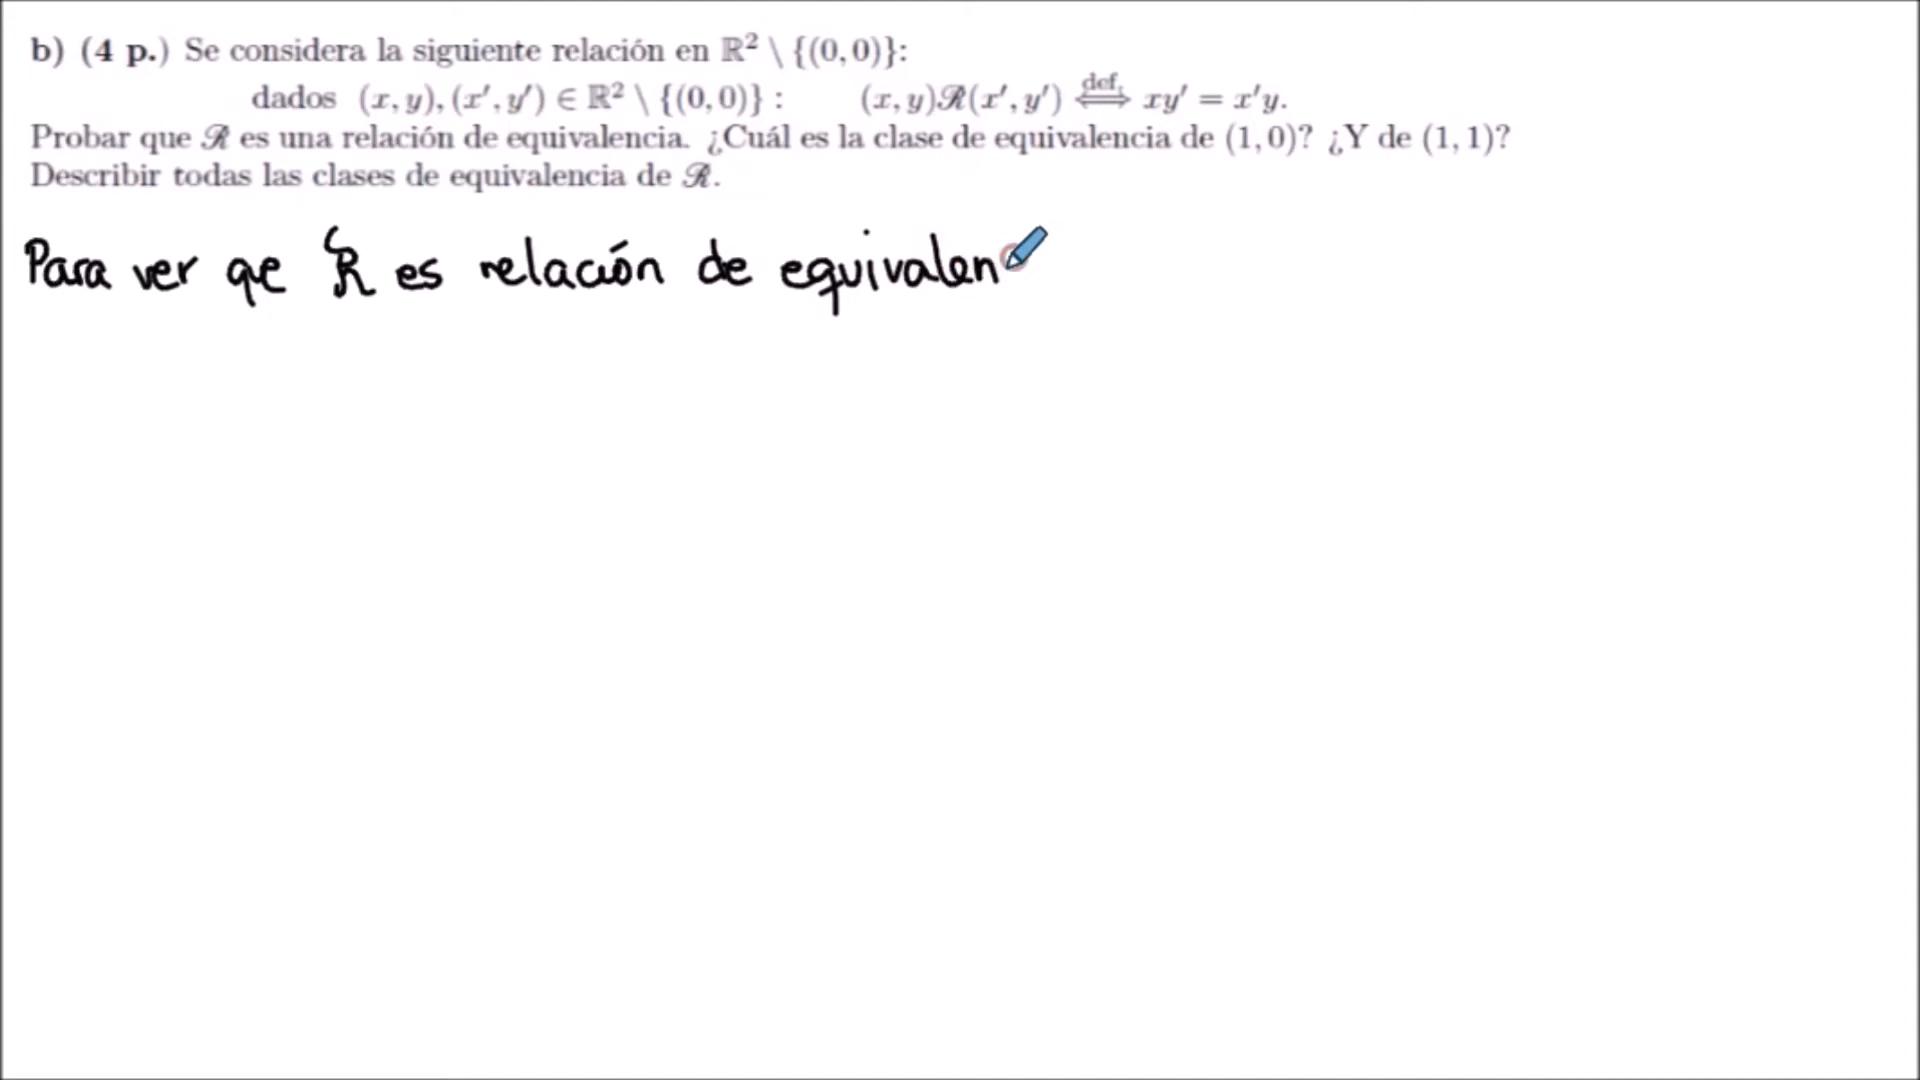 b) (4 p.) Se considera la siguiente relación en ℝ² \ {(0,0)}:
dados (x, y), (x′, y′) ∈ ℝ² \ {(0,0)} : (x, y)ℛ(x′, y′) ⟺ def. xy′ = x′y.
Probar que ℛ es una relación de equivalencia. ¿Cuál es la clase de equivalencia de (1,0)? ¿Y de (1,1)?
Describir todas las clases de equivalencia de ℛ.
Para ver qe ℛ es relación de equivalen